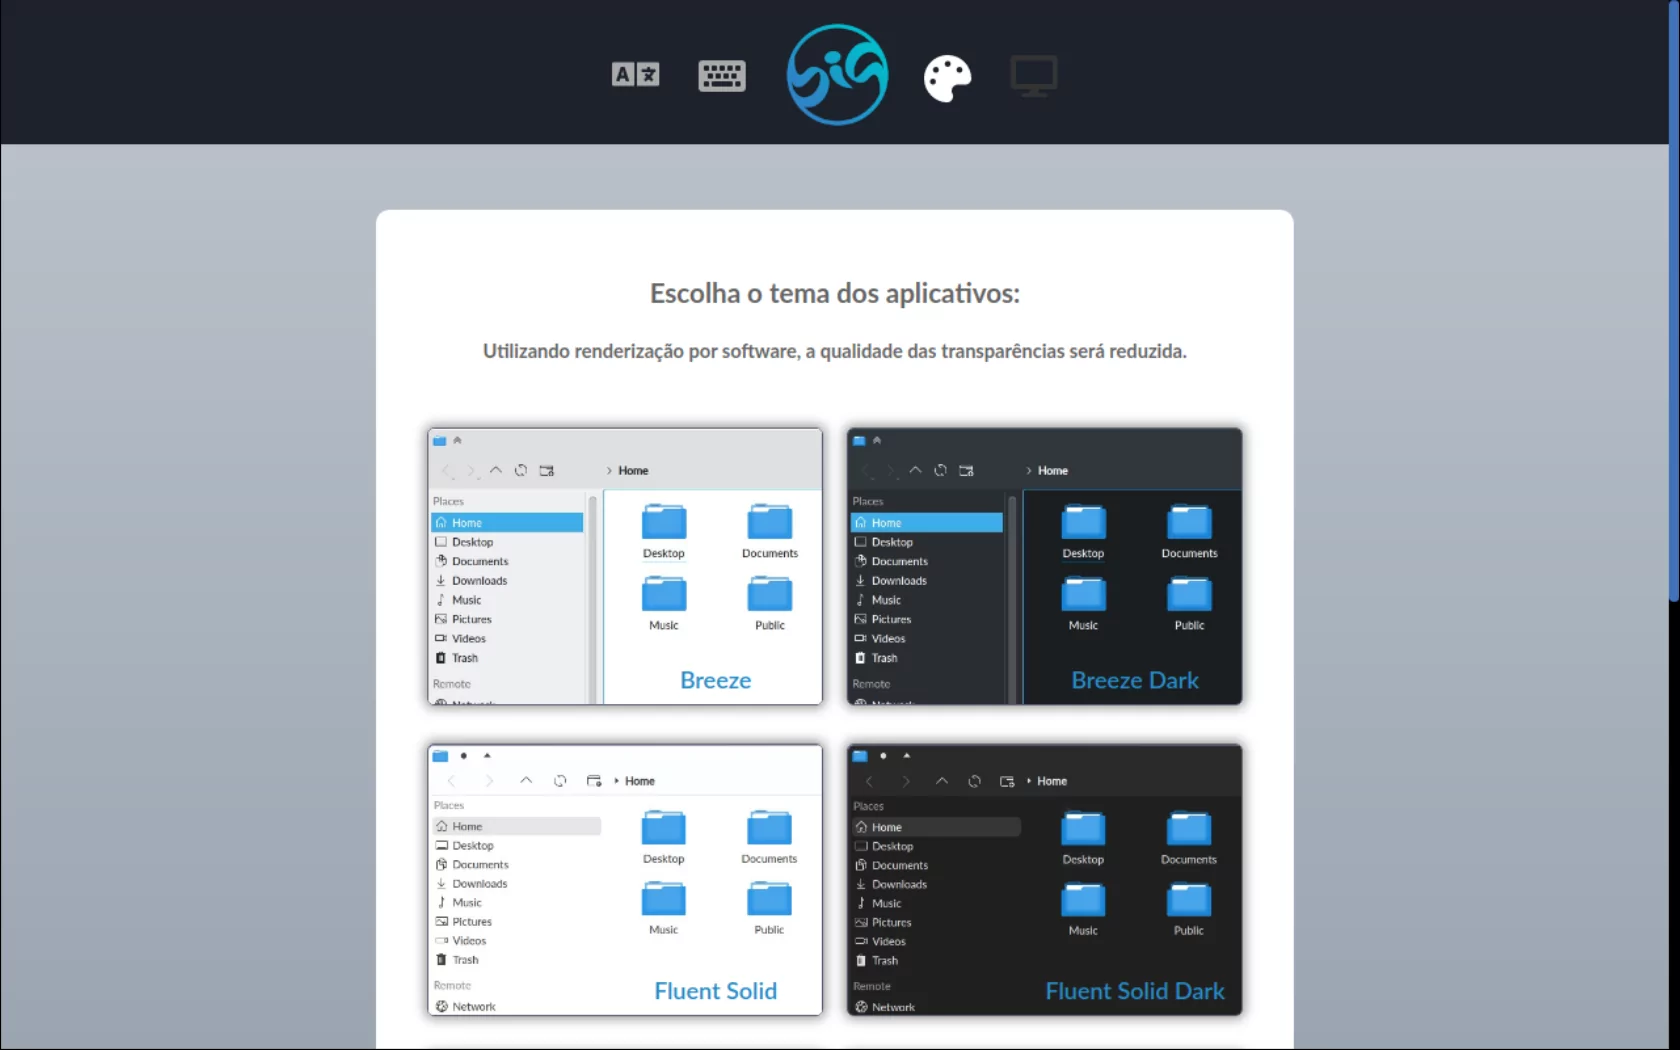 Escolha o tema dos aplicativos:
Utilizando renderização por software, a qualidade das transparências será reduzida.
Home
Places
Home
Desktop
Documents
Downloads
Music
Pictures
Videos
Trash
Remote
Network
Desktop
Documents
Music
Public
Breeze
Home
Places
Home
Desktop
Documents
Downloads
Music
Pictures
Videos
Trash
Remote
Network
Desktop
Documents
Music
Public
Breeze Dark
Home
Places
Home
Desktop
Documents
Downloads
Music
Pictures
Videos
Trash
Remote
Network
Desktop
Documents
Music
Public
Fluent Solid
Home
Places
Home
Desktop
Documents
Downloads
Music
Pictures
Videos
Trash
Remote
Network
Desktop
Documents
Music
Public
Fluent Solid Dark